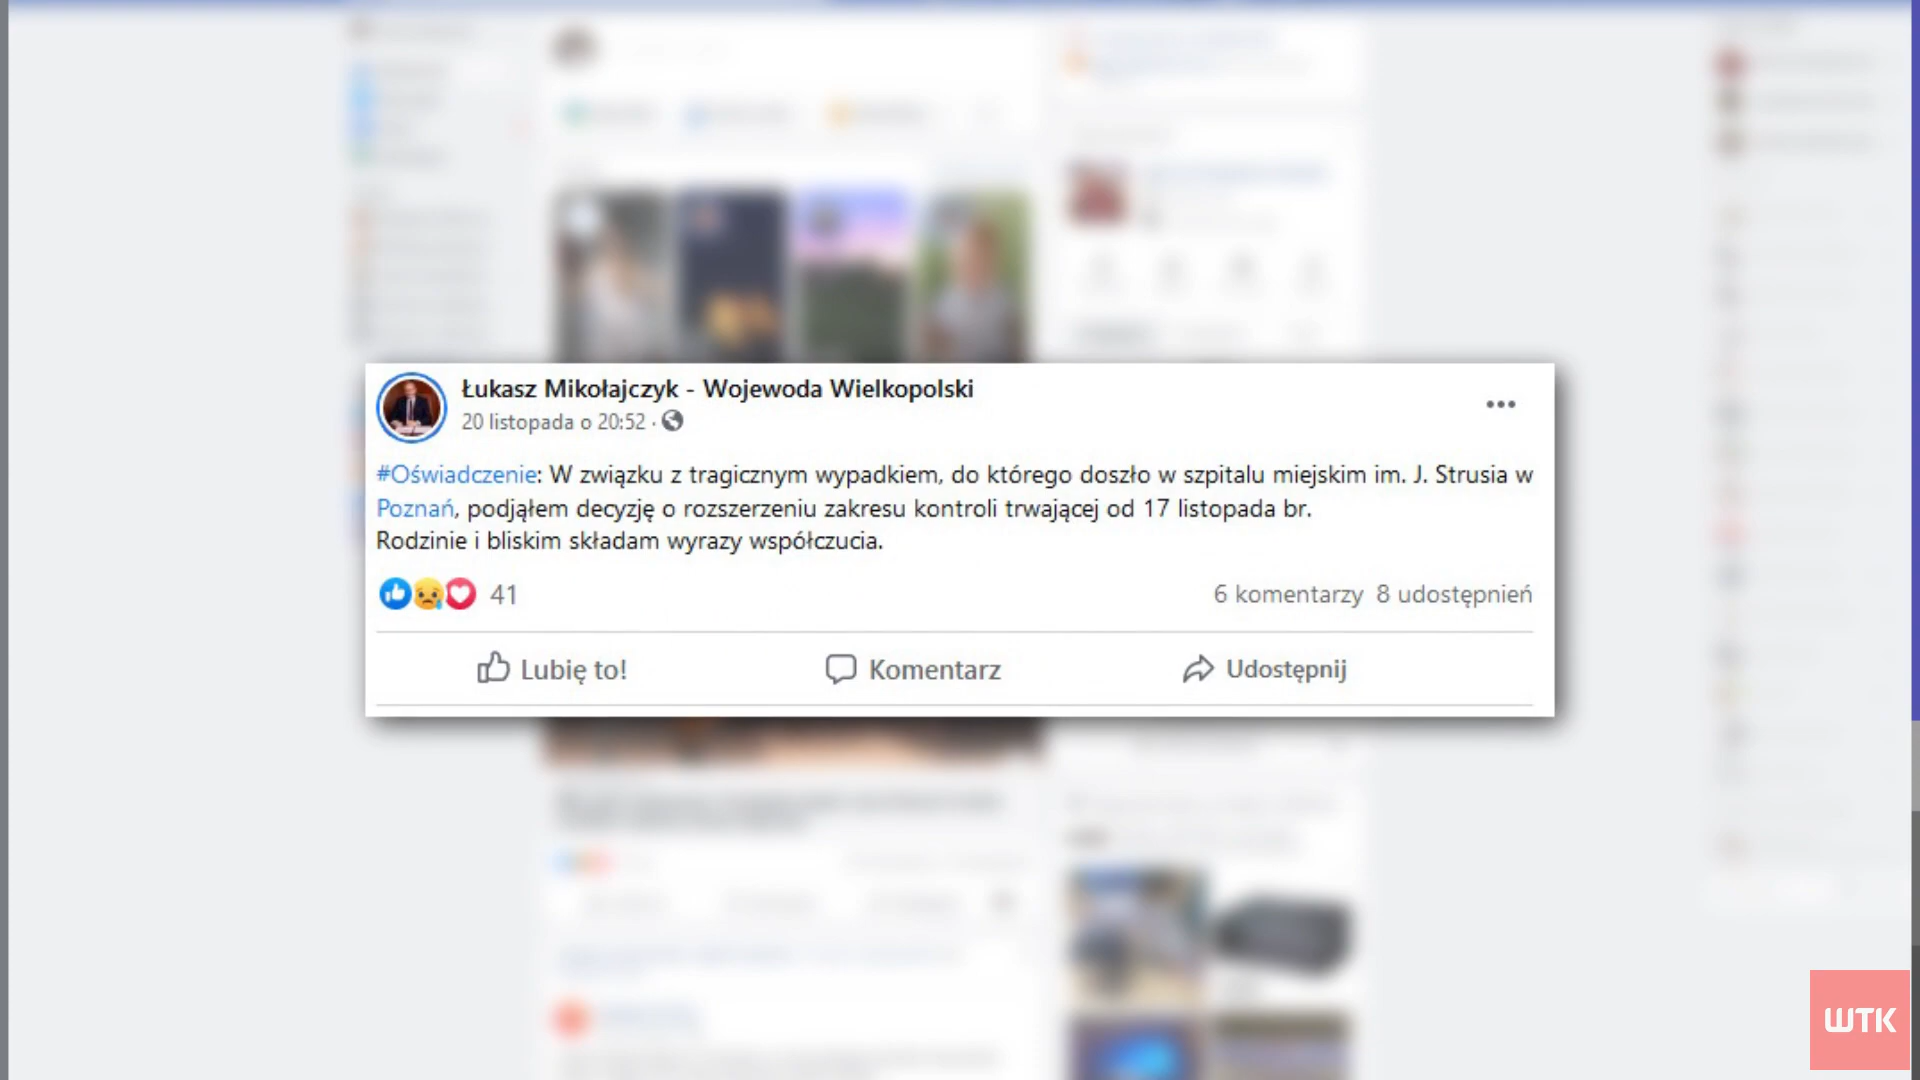 Łukasz Mikołajczyk - Wojewoda Wielkopolski
20 listopada o 20:52 ·
#Oświadczenie: W związku z tragicznym wypadkiem, do którego doszło w szpitalu miejskim im. J. Strusia w
Poznań, podjąłem decyzję o rozszerzeniu zakresu kontroli trwającej od 17 listopada br.
Rodzinie i bliskim składam wyrazy współczucia.
41 6 komentarzy 8 udostępnień
Lubię to! Komentarz Udostępnij
WTK